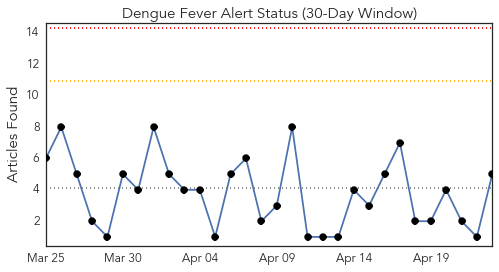 Dengue Fever Alert Status (30-Day Window)
14
12
10
8
6
4
2
Articles Found
Mar 25 Mar 30 Apr 04 Apr 09 Apr 14 Apr 19